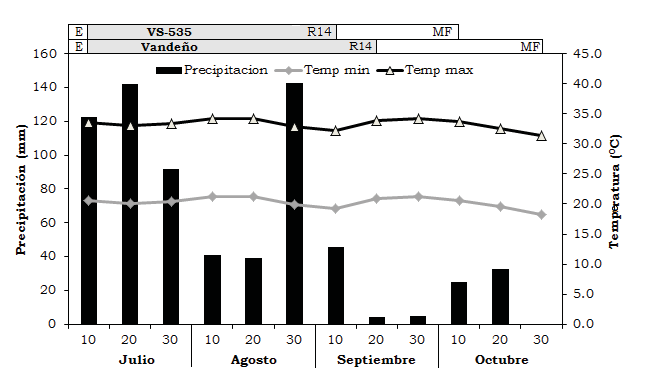 E VS-535 R14 MF
E Vandeño R14 MF
Precipitacion Temp min Temp max
Precipitación (mm)
160
140
120
100
80
60
40
20
0
45.0
40.0
35.0
30.0
25.0
20.0
15.0
10.0
5.0
0.0
Temperatura (⁰C)
10 20 30 10 20 30 10 20 30 10 20 30
Julio Agosto Septiembre Octubre